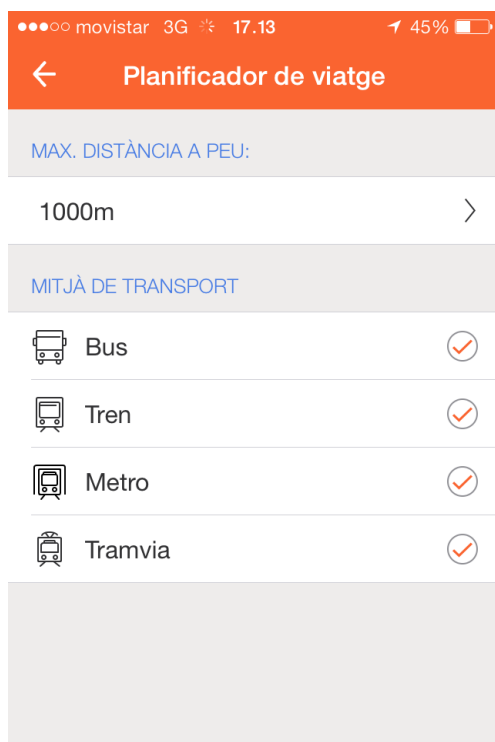 movistar 3G 17.13 45%
Planificador de viatge
MAX. DISTÀNCIA A PEU:
1000m
MITJÀ DE TRANSPORT
Bus
Tren
Metro
Tramvia